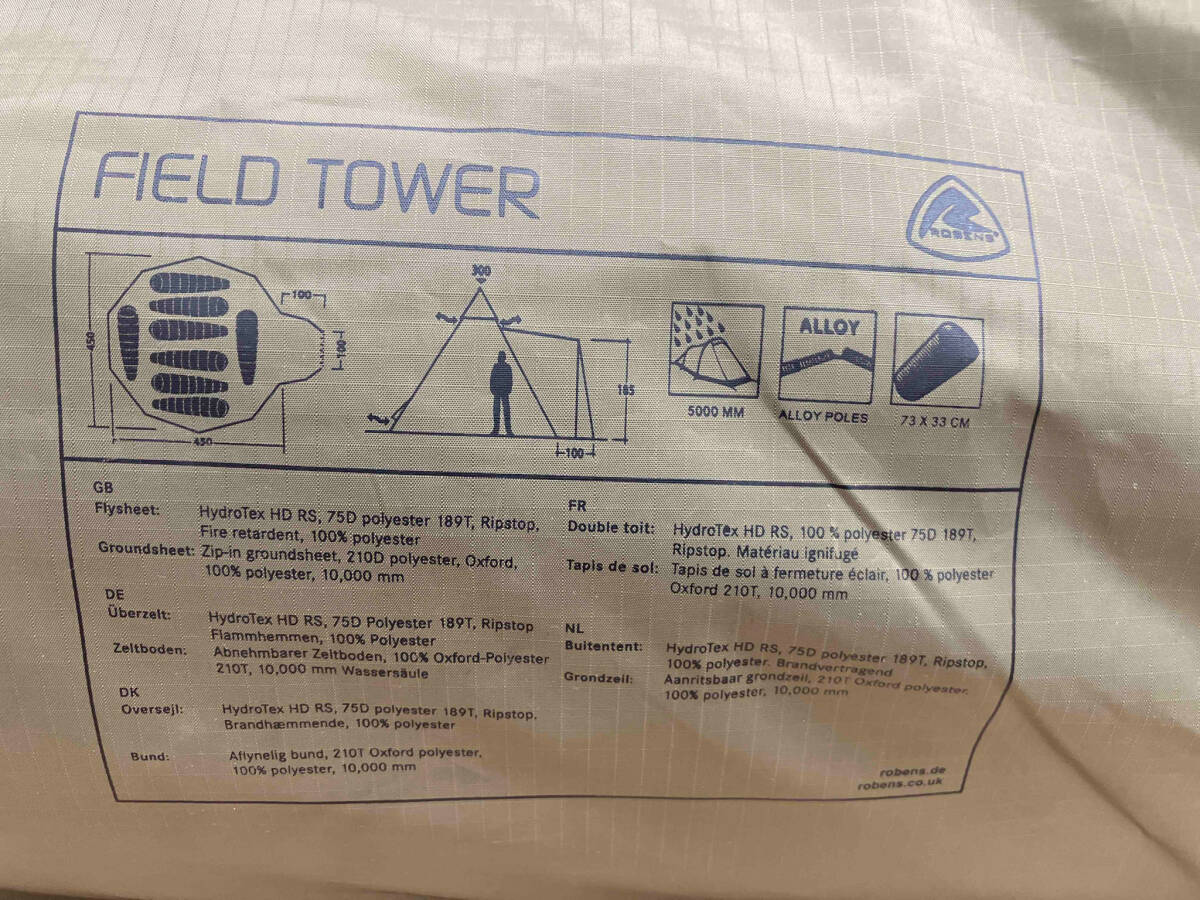 FIELD TOWER
ROBENS
450
450
100
100
300
185
100
5000 MM
ALLOY
ALLOY POLES
73 X 33 CM
GB
Flysheet: HydroTex HD RS, 75D polyester 189T, Ripstop,
Fire retardent, 100% polyester
Groundsheet: Zip-in groundsheet, 210D polyester, Oxford,
100% polyester, 10,000 mm
DE
Überzelt: HydroTex HD RS, 75D Polyester 189T, Ripstop
Flammhemmen, 100% Polyester
Zeltboden: Abnehmbarer Zeltboden, 100% Oxford-Polyester
210T, 10,000 mm Wassersäule
DK
Oversejl: HydroTex HD RS, 75D polyester 189T, Ripstop,
Brandhæmmende, 100% polyester
Bund: Aflynelig bund, 210T Oxford polyester,
100% polyester, 10,000 mm
FR
Double toit: HydroTex HD RS, 100 % polyester 75D 189T,
Ripstop. Matériau ignifugé
Tapis de sol: Tapis de sol à fermeture éclair, 100 % polyester
Oxford 210T, 10,000 mm
NL
Buitentent: HydroTex HD RS, 75D polyester 189T, Ripstop,
100% polyester. Brandvertragend
Grondzeil: Aanritsbaar grondzeil, 210T Oxford polyester.
100% polyester, 10,000 mm
robens.de
robens.co.uk